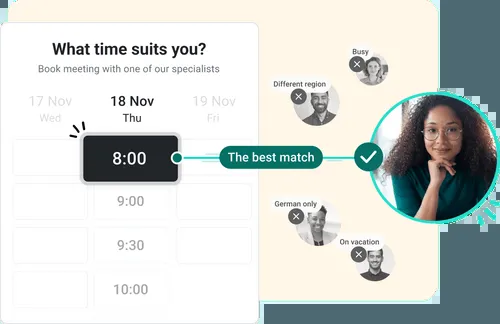 What time suits you?
Book meeting with one of our specialists
17 Nov
Wed
18 Nov
Thu
19 Nov
Fri
8:00
9:00
9:30
10:00
The best match
Busy
Different region
German only
On vacation